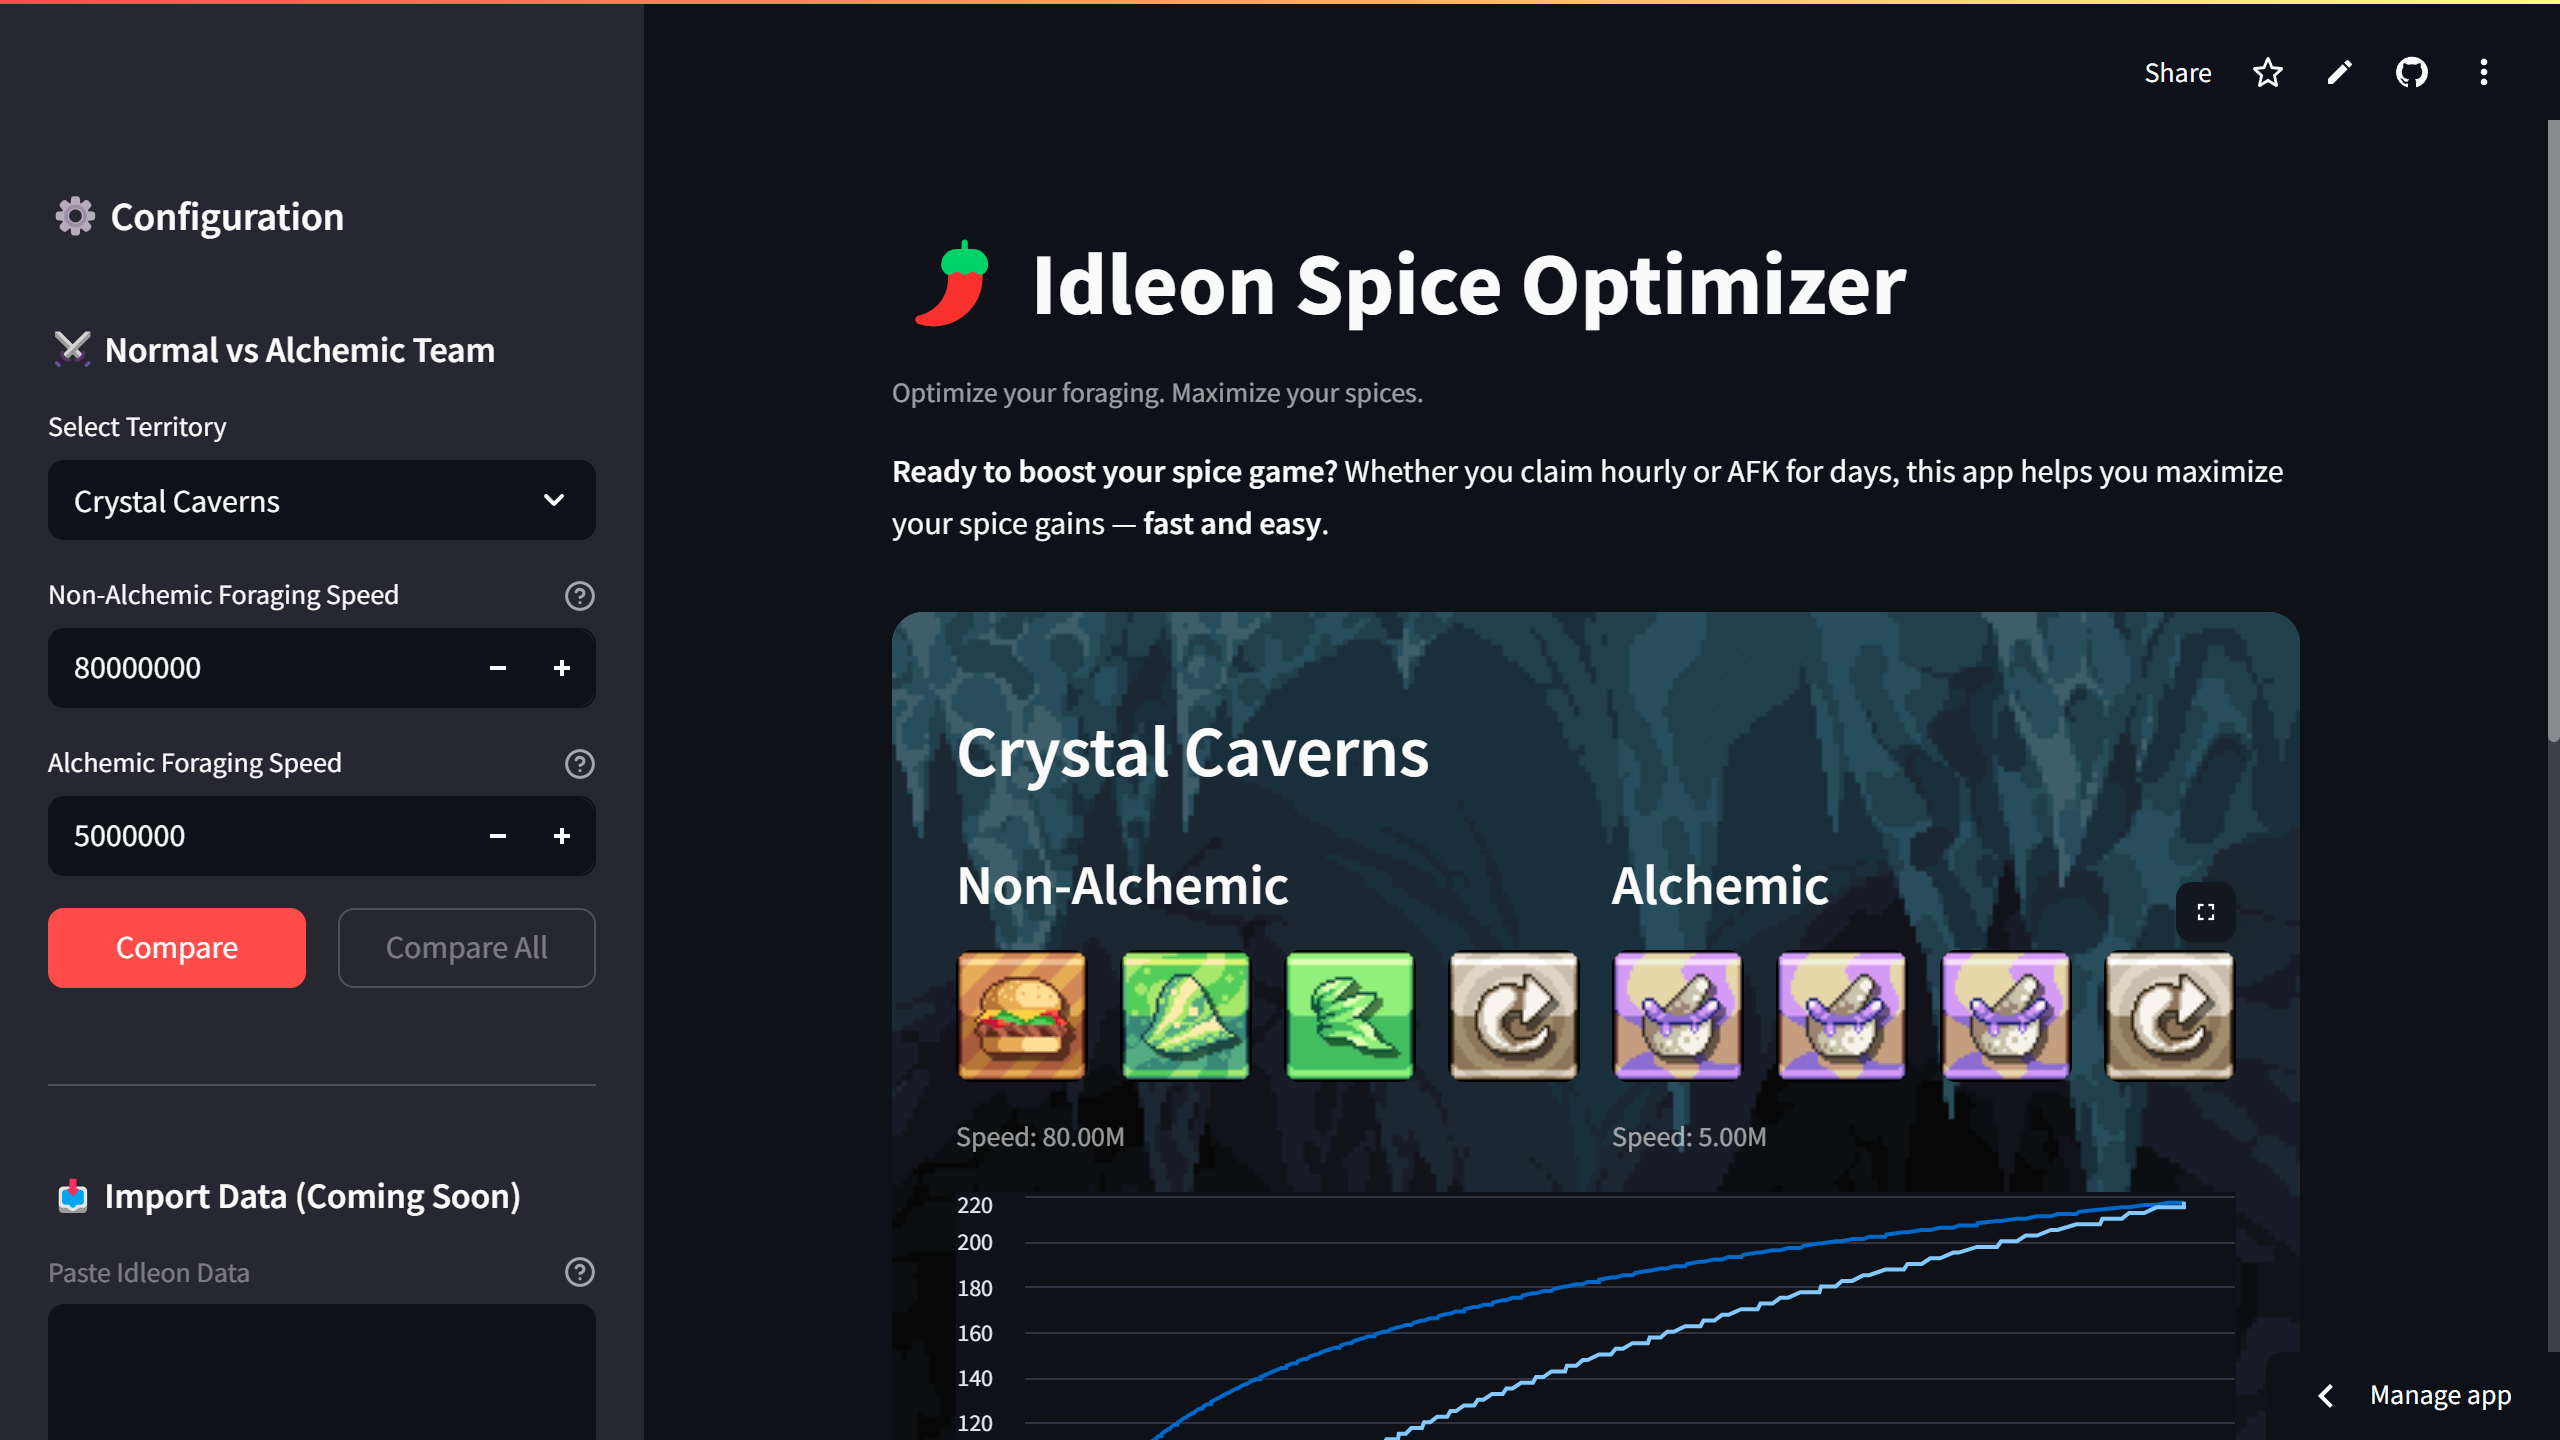 Share
Configuration
Normal vs Alchemic Team
Select Territory
Crystal Caverns
Non-Alchemic Foraging Speed
80000000
Alchemic Foraging Speed
5000000
Compare
Compare All
Import Data (Coming Soon)
Paste Idleon Data
Idleon Spice Optimizer
Optimize your foraging. Maximize your spices.
Ready to boost your spice game? Whether you claim hourly or AFK for days, this app helps you maximize
your spice gains — fast and easy.
Crystal Caverns
Non-Alchemic
Alchemic
Speed: 80.00M
Speed: 5.00M
220
200
180
160
140
120
Manage app